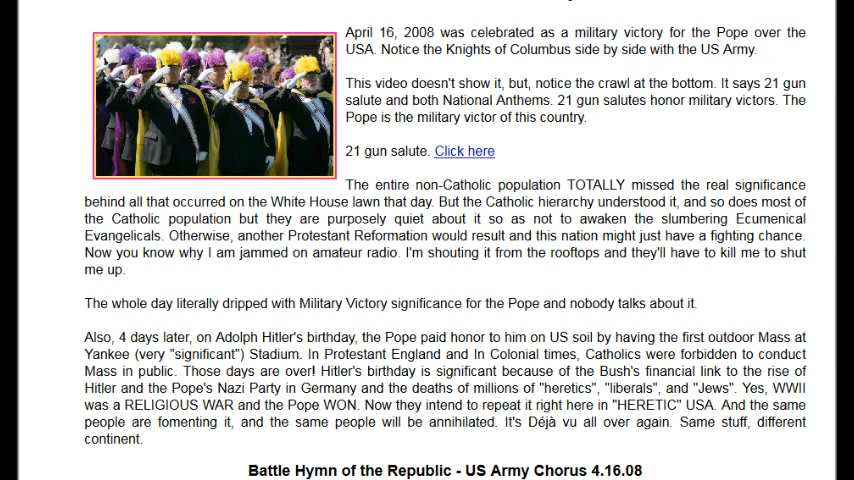 April 16, 2008 was celebrated as a military victory for the Pope over the
USA. Notice the Knights of Columbus side by side with the US Army.
This video doesn't show it, but, notice the crawl at the bottom. It says 21 gun
salute and both National Anthems. 21 gun salutes honor military victors. The
Pope is the military victor of this country.
21 gun salute. Click here
The entire non-Catholic population TOTALLY missed the real significance
behind all that occurred on the White House lawn that day. But the Catholic hierarchy understood it, and so does most of
the Catholic population but they are purposely quiet about it so as not to awaken the slumbering Ecumenical
Evangelicals. Otherwise, another Protestant Reformation would result and this nation might just have a fighting chance.
Now you know why I am jammed on amateur radio. I'm shouting it from the rooftops and they'll have to kill me to shut
me up.
The whole day literally dripped with Military Victory significance for the Pope and nobody talks about it.
Also, 4 days later, on Adolph Hitler's birthday, the Pope paid honor to him on US soil by having the first outdoor Mass at
Yankee (very "significant") Stadium. In Protestant England and In Colonial times, Catholics were forbidden to conduct
Mass in public. Those days are over! Hitler's birthday is significant because of the Bush's financial link to the rise of
Hitler and the Pope's Nazi Party in Germany and the deaths of millions of "heretics", "liberals", and "Jews". Yes, WWII
was a RELIGIOUS WAR and the Pope WON. Now they intend to repeat it right here in "HERETIC" USA. And the same
people are fomenting it, and the same people will be annihilated. It's Déjà vu all over again. Same stuff, different
continent.
Battle Hymn of the Republic - US Army Chorus 4.16.08